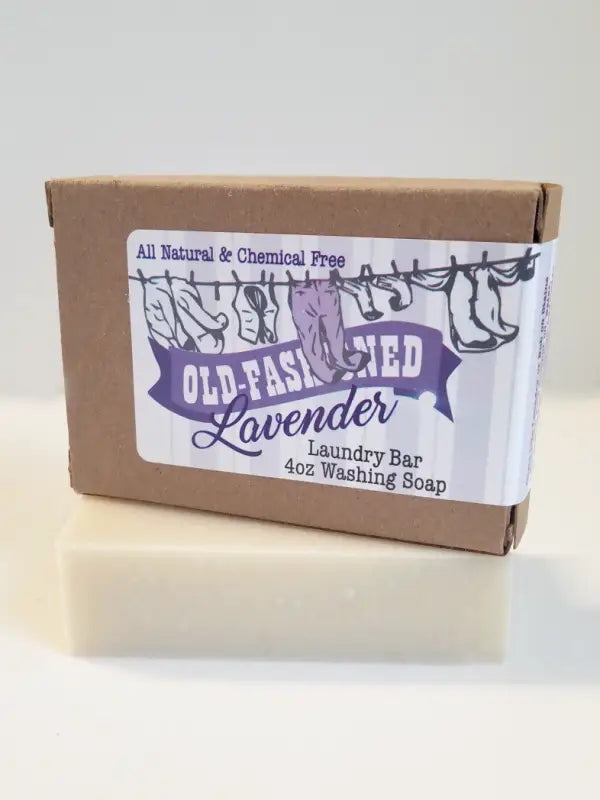 All Natural & Chemical Free
OLD-FASHIONED
Lavender
Laundry Bar
4oz Washing Soap